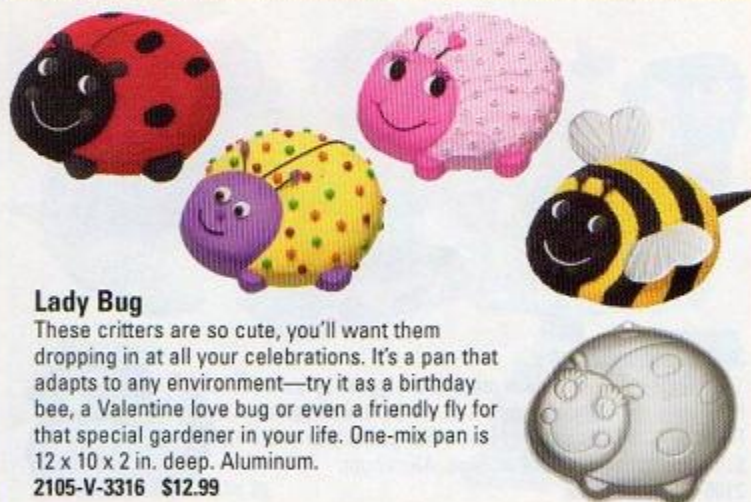 Lady Bug
These critters are so cute, you'll want them
dropping in at all your celebrations. It's a pan that
adapts to any environment—try it as a birthday
bee, a Valentine love bug or even a friendly fly for
that special gardener in your life. One-mix pan is
12 x 10 x 2 in. deep. Aluminum.
2105-V-3316 $12.99